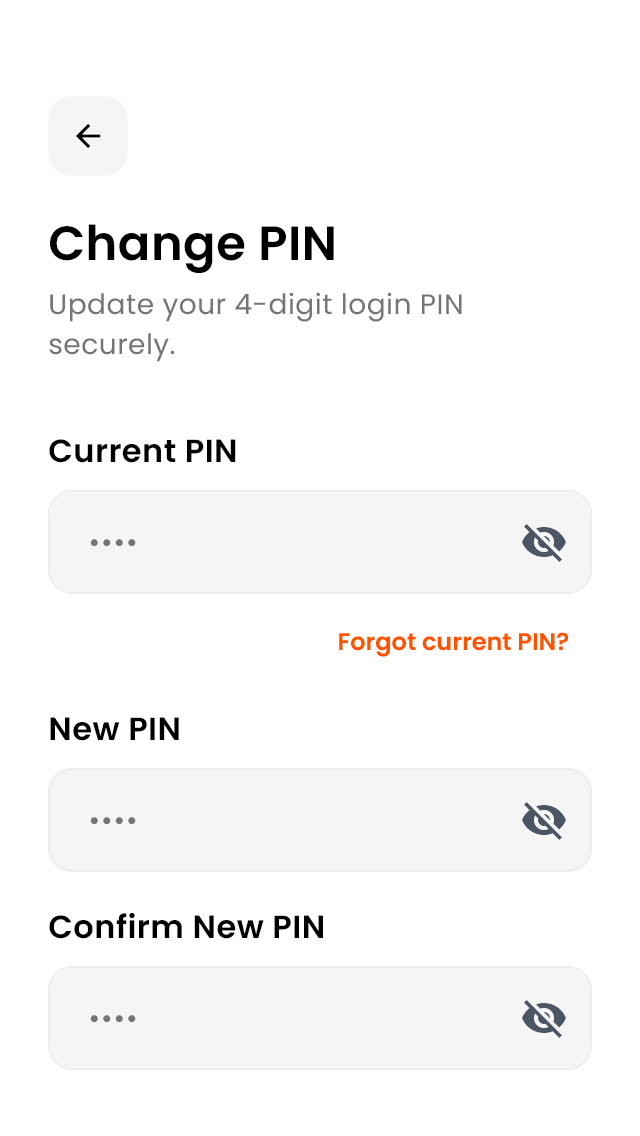 Change PIN
Update your 4-digit login PIN
securely.
Current PIN
••••
Forgot current PIN?
New PIN
••••
Confirm New PIN
••••